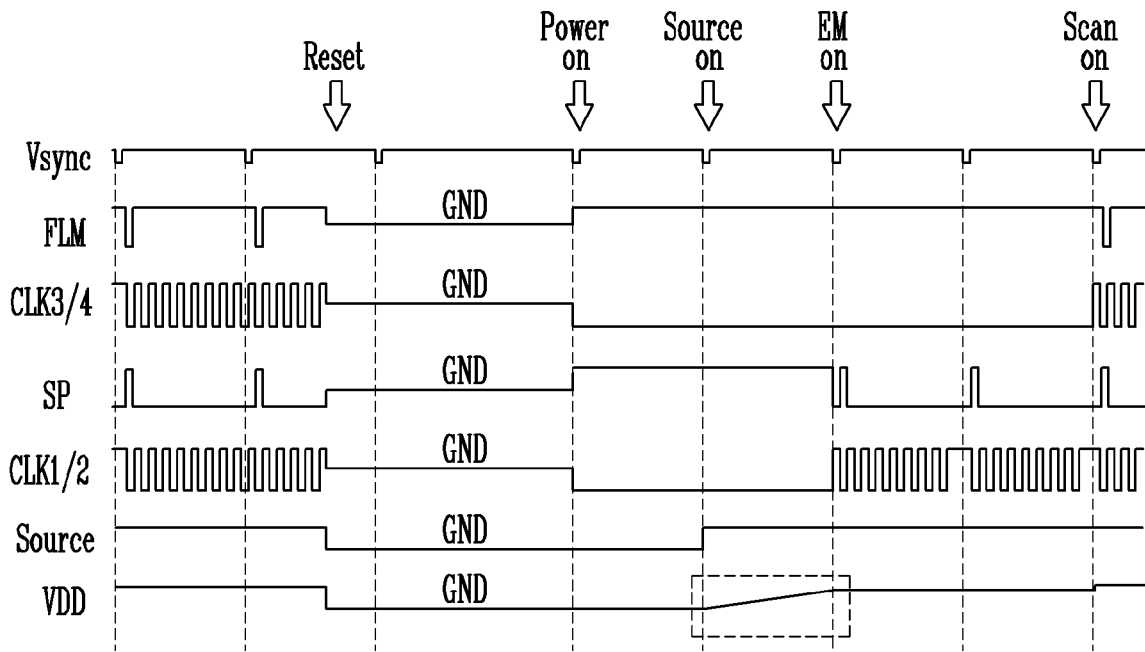 Reset
Power
on
Source
on
EM
on
Scan
on
Vsync
FLM
GND
CLK3/4
GND
SP
GND
CLK1/2
GND
Source
GND
VDD
GND